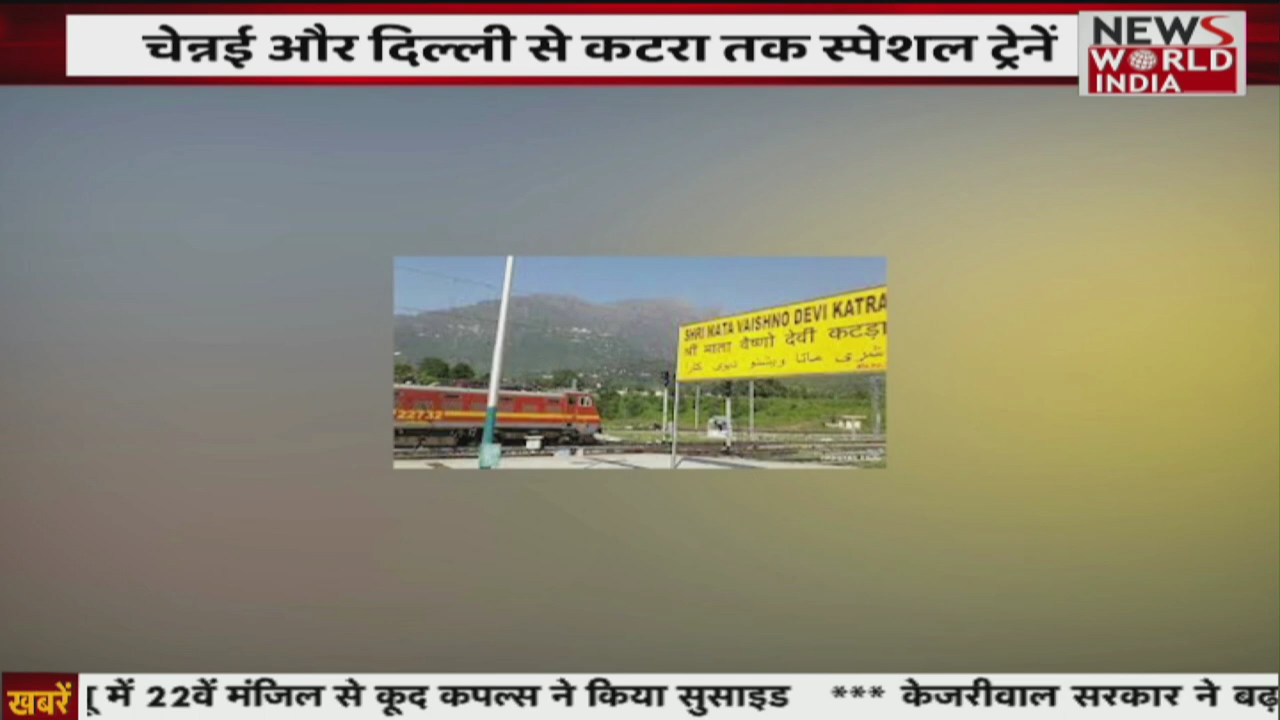 चेन्नई और दिल्ली से कटरा तक स्पेशल ट्रेनें
NEWS
WORLD
INDIA
SHRI MATA VAISHNO DEVI KATRA
श्री माता वैष्णो देवी कटड़ा
22732
खबरें
में 22वें मंजिल से कूद कपल्स ने किया सुसाइड *** केजरीवाल सरकार ने बढ़